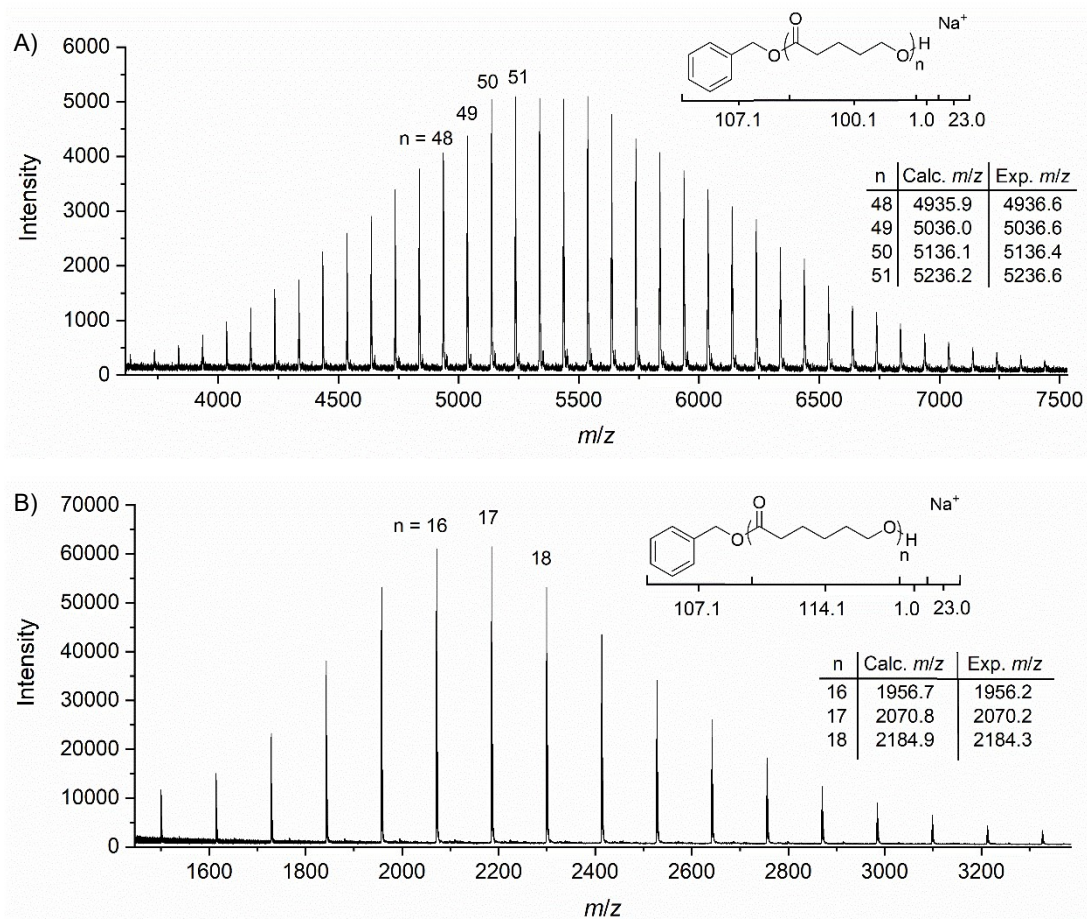 A)
6000
5000
4000
3000
2000
1000
0
Intensity
n = 48
49
50
51
4000
4500
5000
5500
6000
6500
7000
7500
m/z
O
O
O
H
n
Na+
107.1
100.1
1.0
23.0
n Calc. m/z Exp. m/z
48 4935.9 4936.6
49 5036.0 5036.6
50 5136.1 5136.4
51 5236.2 5236.6
B)
70000
60000
50000
40000
30000
20000
10000
0
Intensity
n = 16
17
18
1600
1800
2000
2200
2400
2600
2800
3000
3200
m/z
O
O
O
H
n
Na+
107.1
114.1
1.0
23.0
n Calc. m/z Exp. m/z
16 1956.7 1956.2
17 2070.8 2070.2
18 2184.9 2184.3